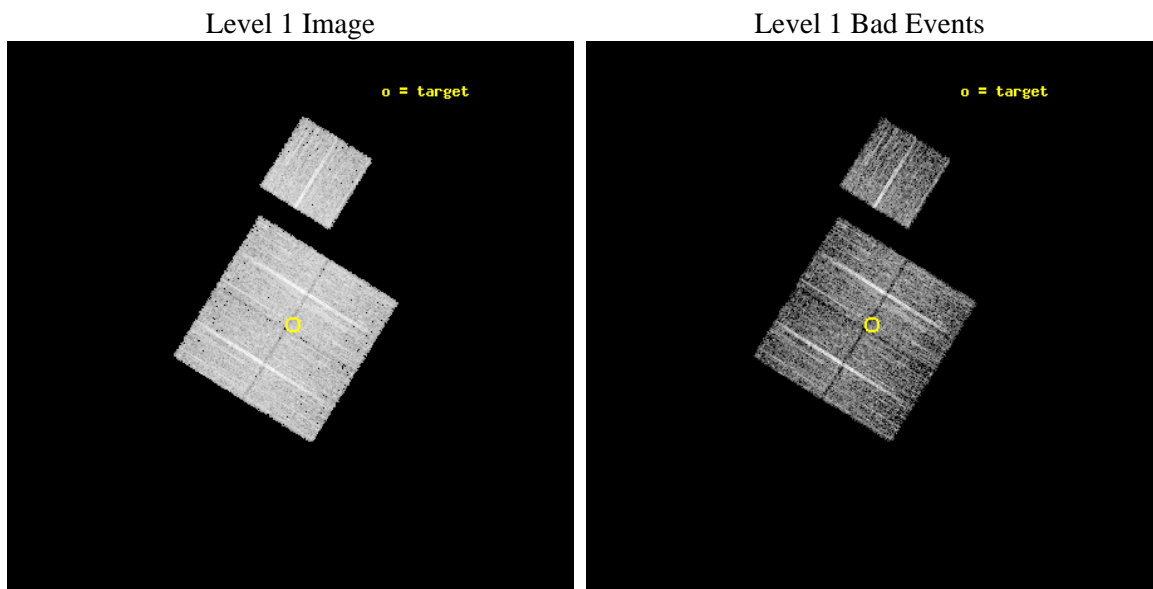 Level 1 Image
Level 1 Bad Events
o = target
o = target